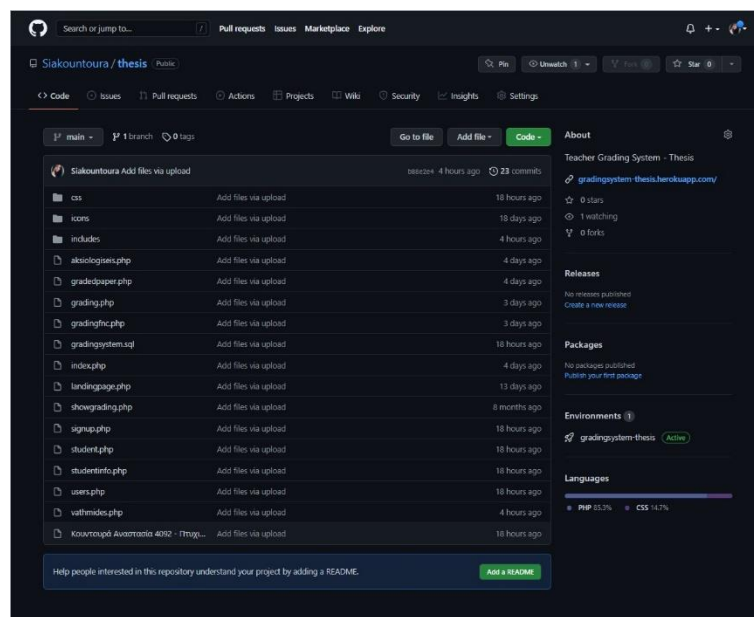 Search or jump to... /
Pull requests Issues Marketplace Explore
Siakountoura / thesis Public
Pin Unwatch 1 Fork Star 0
Code Issues Pull requests Actions Projects Wiki Security Insights Settings
main 1 branch 0 tags Go to file Add file Code
Siakountoura Add files via upload 4 hours ago 23 commits
css Add files via upload 18 hours ago
icons Add files via upload 18 days ago
includes Add files via upload 4 hours ago
aksiologiseis.php Add files via upload 4 days ago
gradedpaper.php Add files via upload 4 days ago
grading.php Add files via upload 3 days ago
gradingfnc.php Add files via upload 3 days ago
gradingsystem.sql Add files via upload 18 hours ago
index.php Add files via upload 4 days ago
landingpage.php Add files via upload 13 days ago
showgrading.php Add files via upload 8 months ago
signup.php Add files via upload 18 hours ago
student.php Add files via upload 18 hours ago
studentinfo.php Add files via upload 18 hours ago
users.php Add files via upload 18 hours ago
vathmides.php Add files via upload 4 hours ago
Κουντουρά Αναστασία 4092 - Πτυχι... Add files via upload 18 hours ago
Help people interested in this repository understand your project by adding a README. Add a README
About
Teacher Grading System - Thesis
gradingsystem-thesis.herokuapp.com/
0 stars
1 watching
0 forks
Releases
No releases published
Create a new release
Packages
No packages published
Publish your first package
Environments 1
gradingsystem-thesis Active
Languages
PHP 85.3% CSS 14.7%